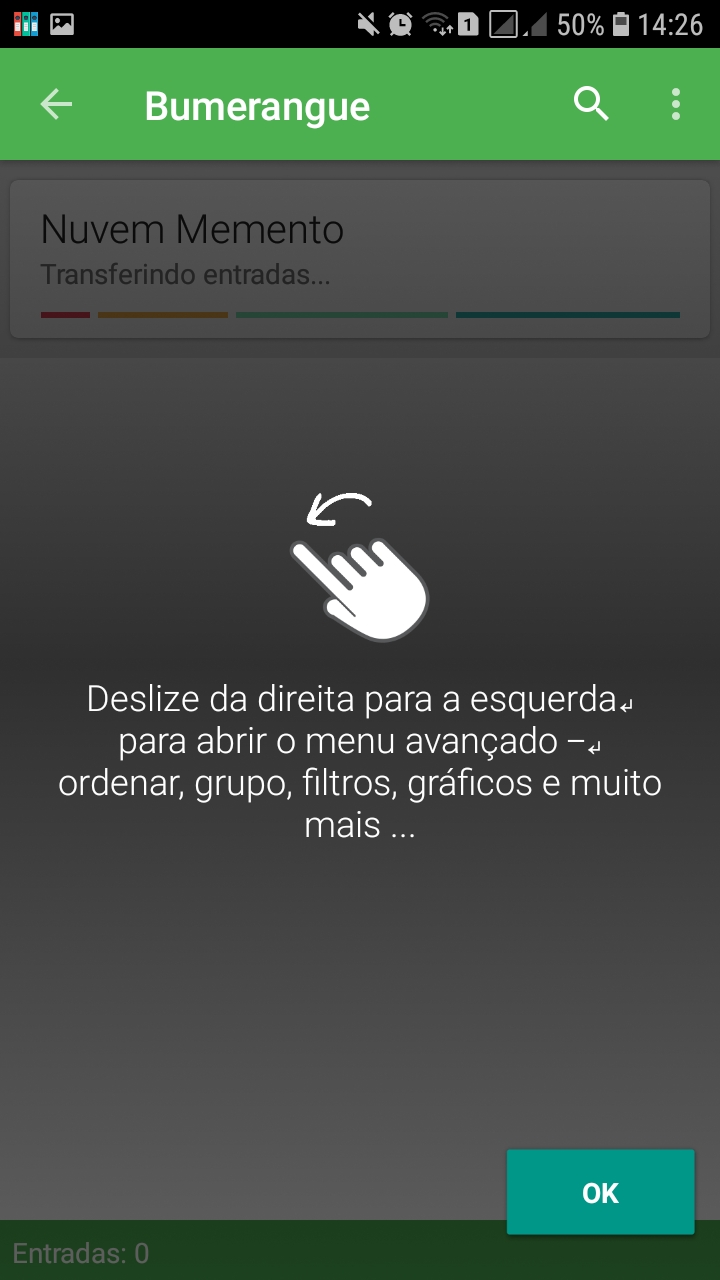 1 50% 14:26
Bumerangue
Nuvem Memento
Transferindo entradas...
Deslize da direita para a esquerda↵
para abrir o menu avançado –↵
ordenar, grupo, filtros, gráficos e muito
mais ...
OK
Entradas: 0